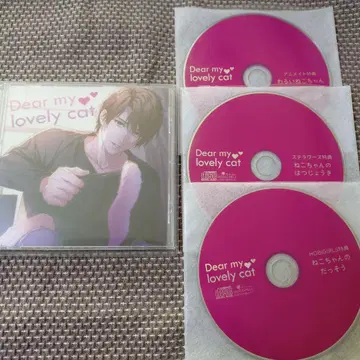 Dear my
lovely cat
Dear my
lovely cat
アニメイト特典
わるいねこちゃん
Dear my
lovely cat
ステラワース特典
ねこちゃんの
はつじょうき
Dear my
lovely cat
MOBIGIRL!特典
ねこちゃんの
だっそう